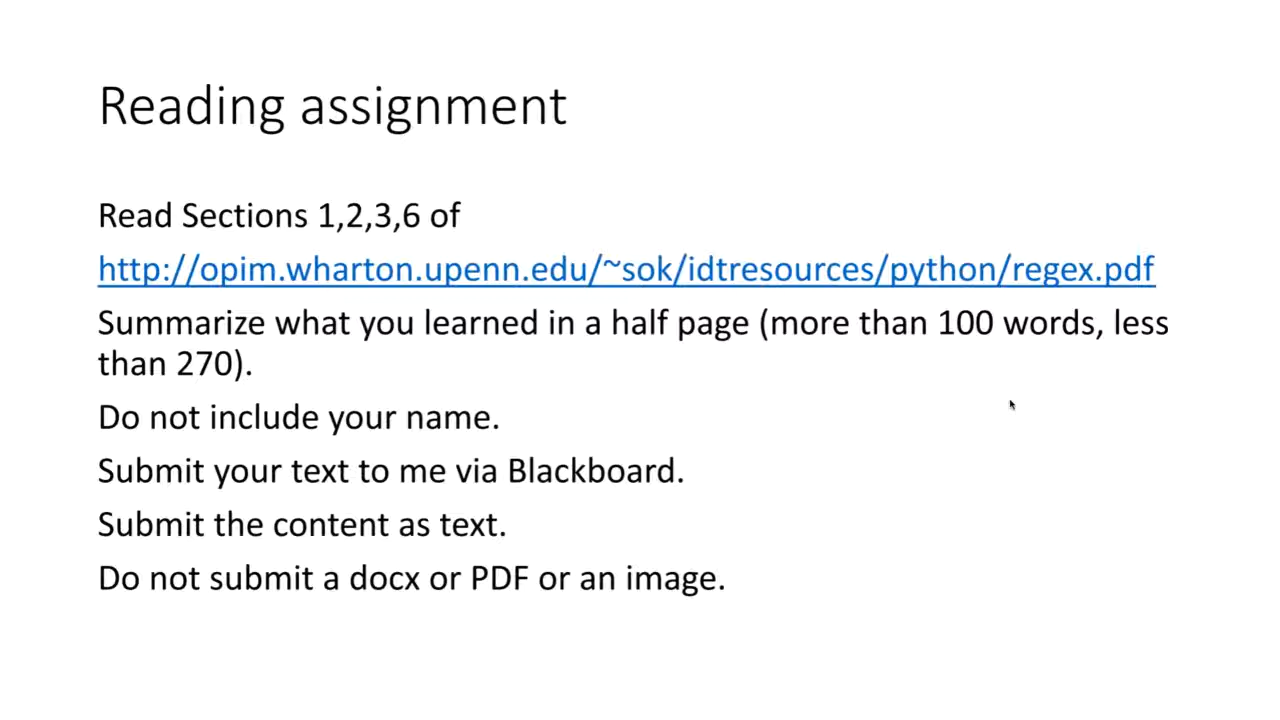 Reading assignment
Read Sections 1,2,3,6 of
http://opim.wharton.upenn.edu/~sok/idtresources/python/regex.pdf
Summarize what you learned in a half page (more than 100 words, less
than 270).
Do not include your name.
Submit your text to me via Blackboard.
Submit the content as text.
Do not submit a docx or PDF or an image.